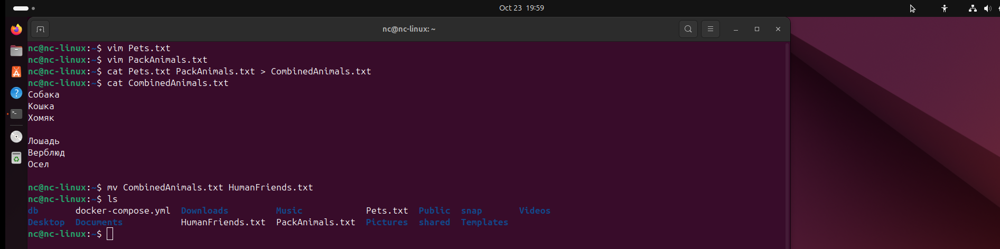 Oct 23 19:59
nc@nc-linux: ~
nc@nc-linux:~$ vim Pets.txt
nc@nc-linux:~$ vim PackAnimals.txt
nc@nc-linux:~$ cat Pets.txt PackAnimals.txt > CombinedAnimals.txt
nc@nc-linux:~$ cat CombinedAnimals.txt
Собака
Кошка
Хомяк
Лошадь
Верблюд
Осел
nc@nc-linux:~$ mv CombinedAnimals.txt HumanFriends.txt
nc@nc-linux:~$ ls
db docker-compose.yml Downloads Music Pets.txt Public snap Videos
Desktop Documents HumanFriends.txt PackAnimals.txt Pictures shared Templates
nc@nc-linux:~$